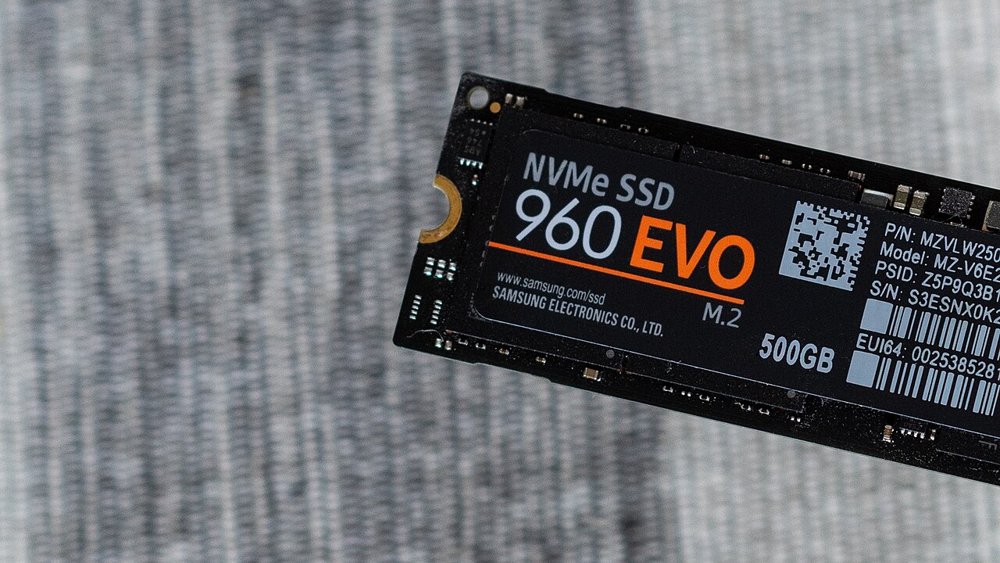 NVMe SSD
960 EVO
M.2
www.samsung.com/ssd
SAMSUNG ELECTRONICS CO., LTD.
500GB
P/N: MZVLW250
Model: MZ-V6E2
PSID: Z5P9Q3B1
S/N: S3ESNX0K2
EUI64: 0025385281